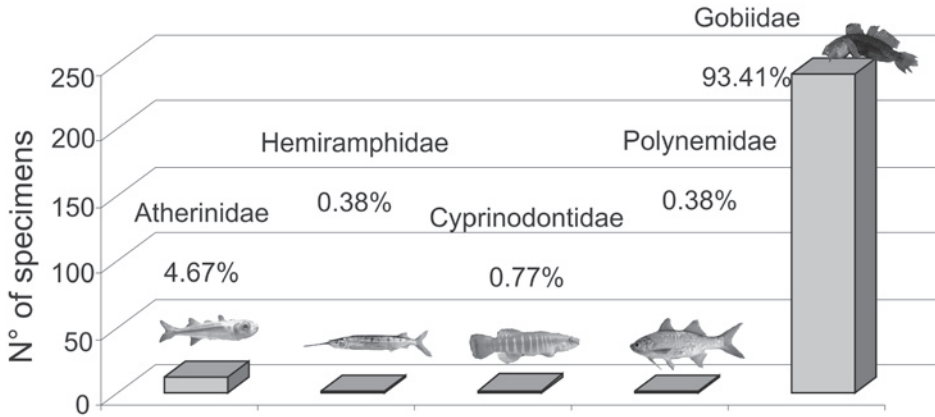 Gobiidae
93.41%
Hemiramphidae
0.38%
Polynemidae
0.38%
Atherinidae
4.67%
Cyprinodontidae
0.77%
N° of specimens
250
200
150
100
50
0